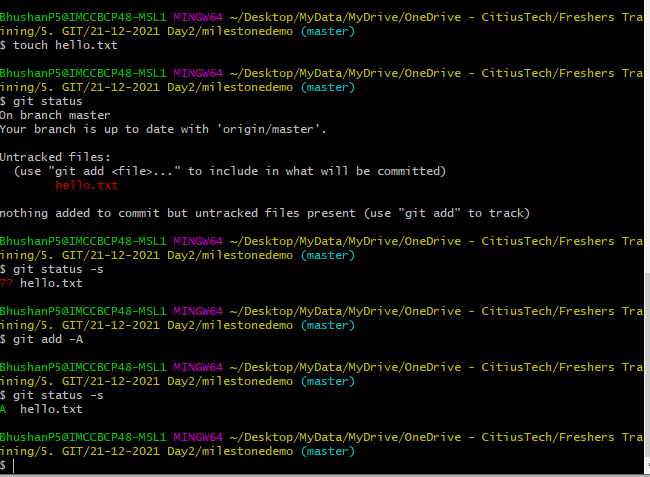 BhushanP5@IMCCBCP48-MSL1 MINGW64 ~/Desktop/MyData/MyDrive/OneDrive - CitiusTech/Freshers Tra
ining/5. GIT/21-12-2021 Day2/milestonedemo (master)
$ touch hello.txt
BhushanP5@IMCCBCP48-MSL1 MINGW64 ~/Desktop/MyData/MyDrive/OneDrive - CitiusTech/Freshers Tra
ining/5. GIT/21-12-2021 Day2/milestonedemo (master)
$ git status
On branch master
Your branch is up to date with 'origin/master'.
Untracked files:
  (use "git add <file>..." to include in what will be committed)
        hello.txt
nothing added to commit but untracked files present (use "git add" to track)
BhushanP5@IMCCBCP48-MSL1 MINGW64 ~/Desktop/MyData/MyDrive/OneDrive - CitiusTech/Freshers Tra
ining/5. GIT/21-12-2021 Day2/milestonedemo (master)
$ git status -s
?? hello.txt
BhushanP5@IMCCBCP48-MSL1 MINGW64 ~/Desktop/MyData/MyDrive/OneDrive - CitiusTech/Freshers Tra
ining/5. GIT/21-12-2021 Day2/milestonedemo (master)
$ git add -A
BhushanP5@IMCCBCP48-MSL1 MINGW64 ~/Desktop/MyData/MyDrive/OneDrive - CitiusTech/Freshers Tra
ining/5. GIT/21-12-2021 Day2/milestonedemo (master)
$ git status -s
A  hello.txt
BhushanP5@IMCCBCP48-MSL1 MINGW64 ~/Desktop/MyData/MyDrive/OneDrive - CitiusTech/Freshers Tra
ining/5. GIT/21-12-2021 Day2/milestonedemo (master)
$